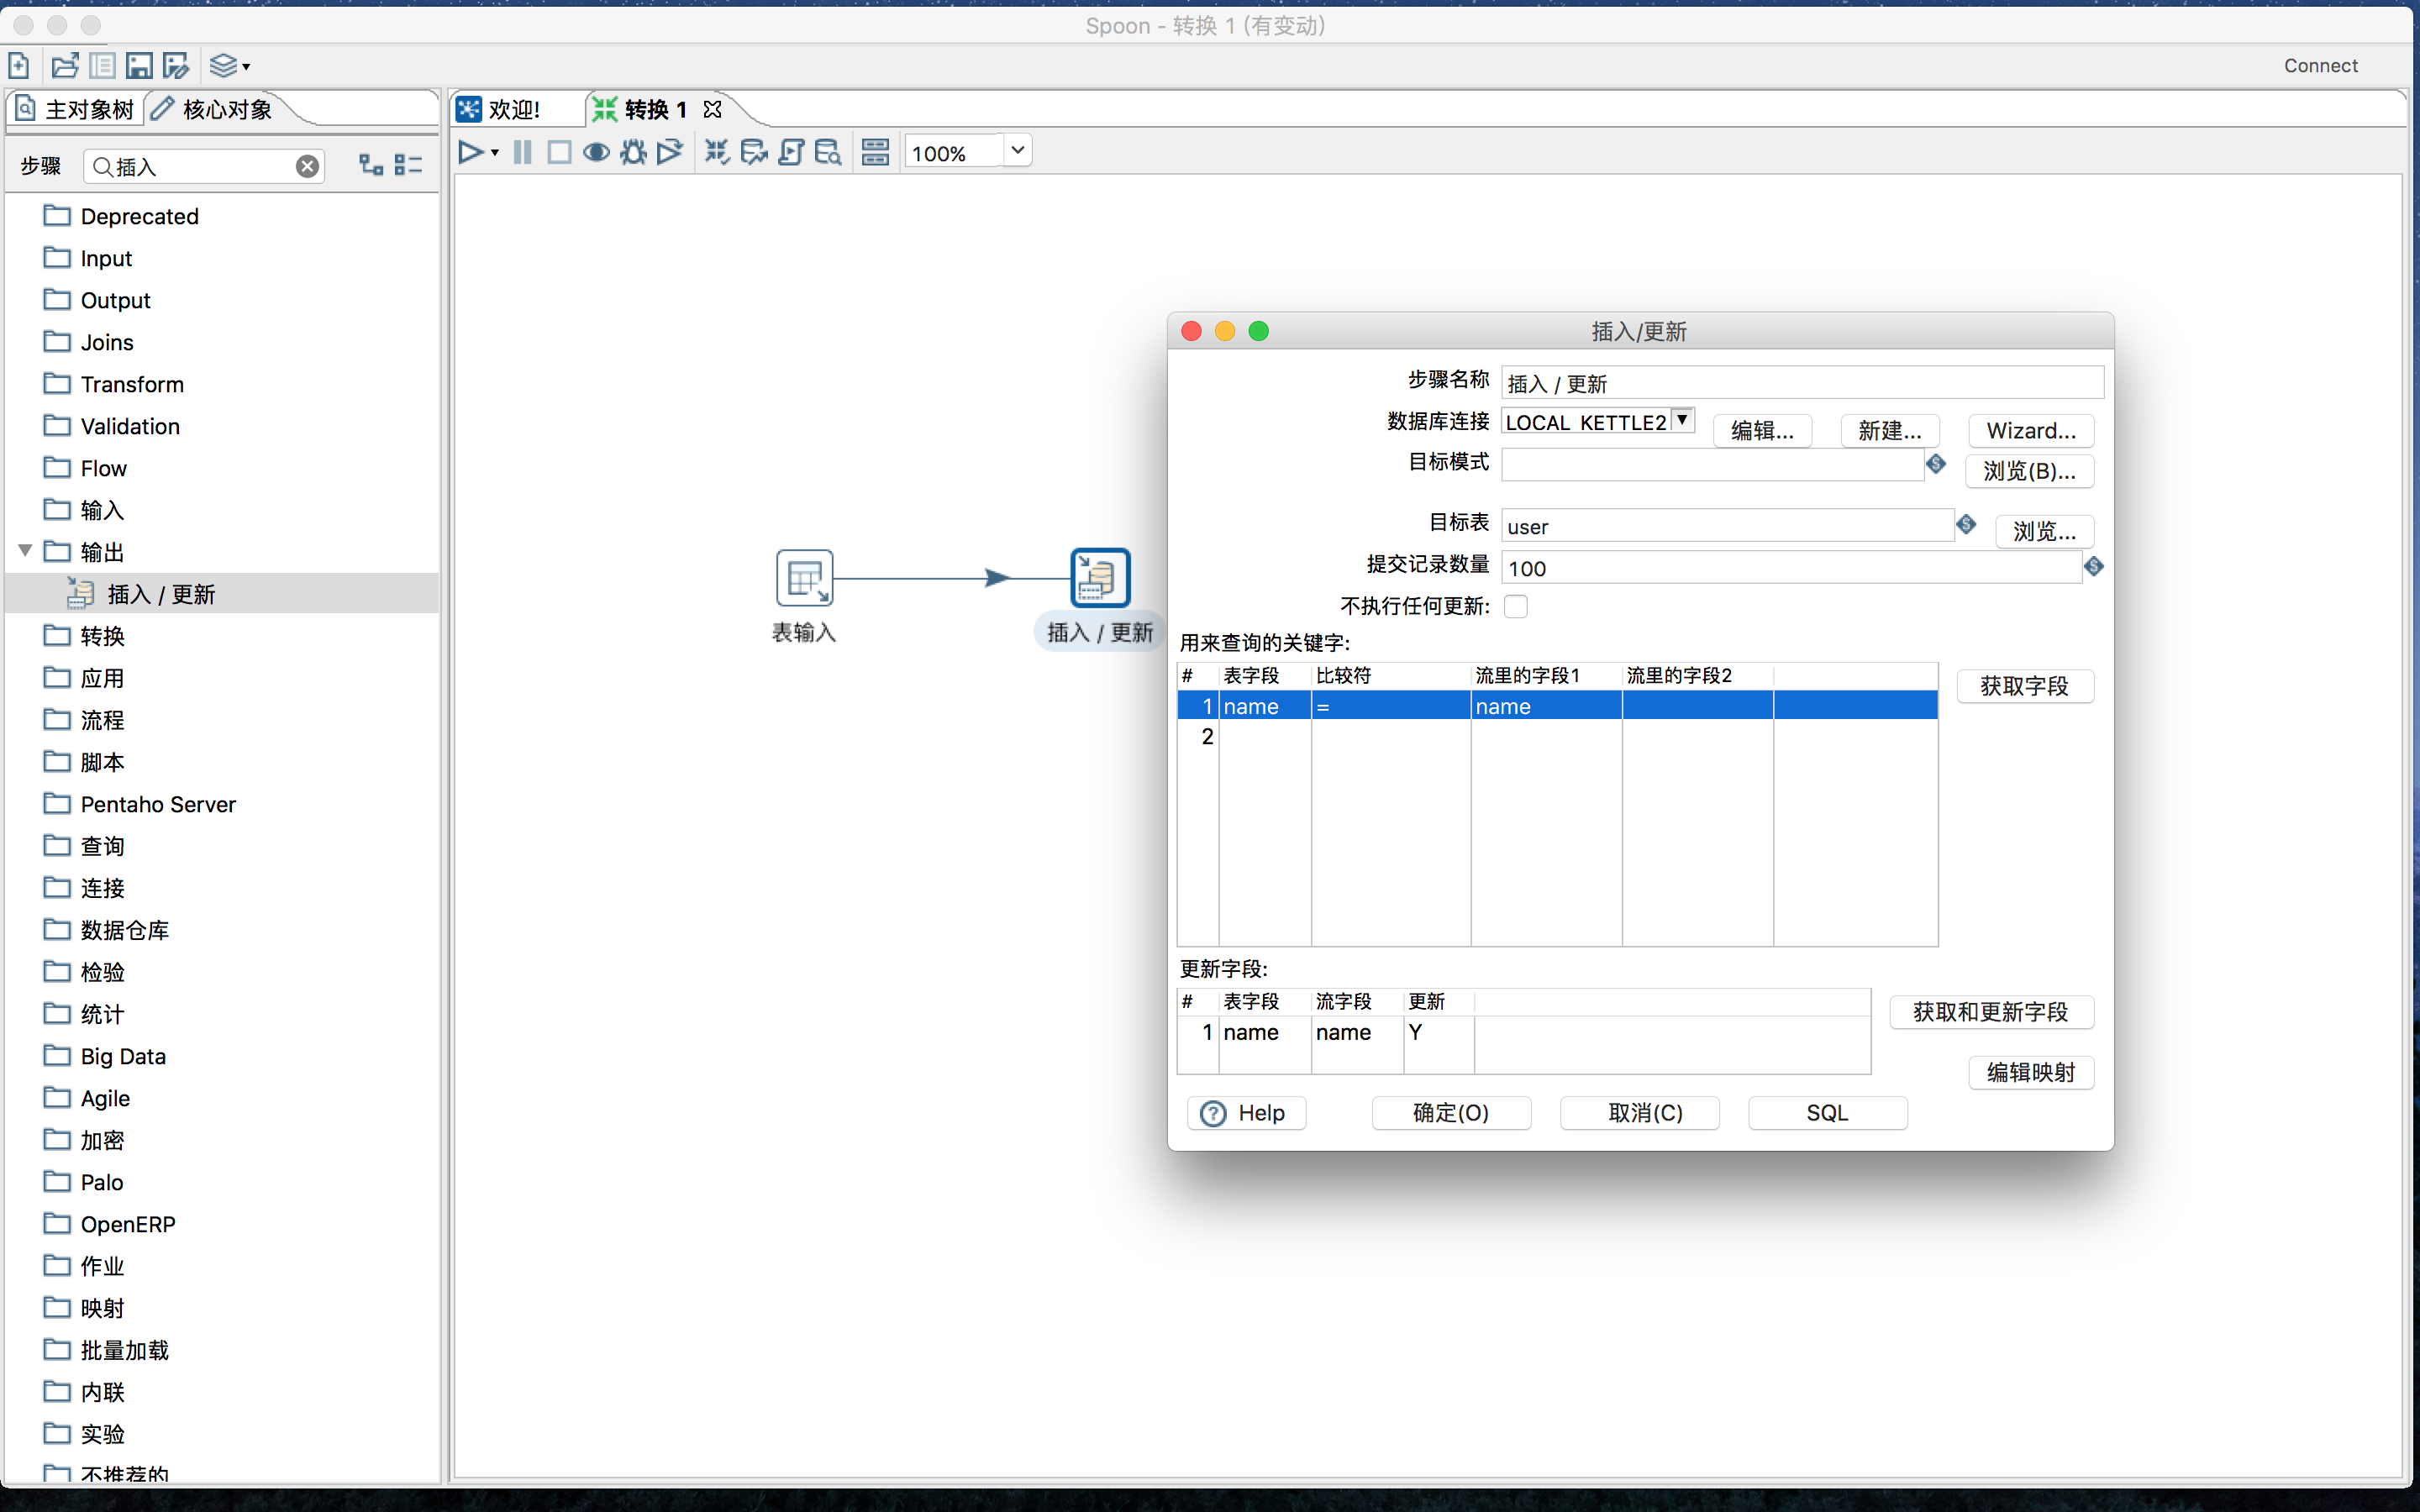 Spoon - 转换 1 (有变动)
Connect
主对象树
核心对象
欢迎!
转换 1
步骤
插入
100%
Deprecated
Input
Output
Joins
Transform
Validation
Flow
输入
输出
插入 / 更新
转换
应用
流程
脚本
Pentaho Server
查询
连接
数据仓库
检验
统计
Big Data
Agile
加密
Palo
OpenERP
作业
映射
批量加载
内联
实验
不推荐的
表输入
插入 / 更新
插入/更新
步骤名称 插入 / 更新
数据库连接 LOCAL_KETTLE2 编辑... 新建... Wizard...
目标模式 浏览(B)...
目标表 user 浏览...
提交记录数量 100
不执行任何更新:
用来查询的关键字:
# 表字段 比较符 流里的字段1 流里的字段2
获取字段
1 name = name
2
更新字段:
# 表字段 流字段 更新
获取和更新字段
1 name name Y
编辑映射
Help 确定(O) 取消(C) SQL